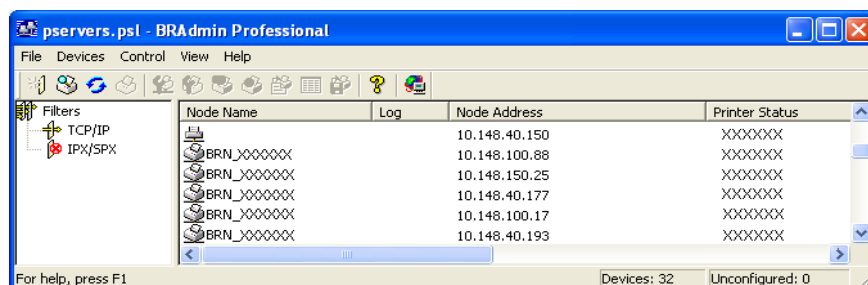 pservers.psl - BRAdmin Professional
File Devices Control View Help
Filters
TCP/IP
IPX/SPX
Node Name Log Node Address Printer Status
10.148.40.150 XXXXXX
BRN_XXXXXX 10.148.100.88 XXXXXX
BRN_XXXXXX 10.148.150.25 XXXXXX
BRN_XXXXXX 10.148.40.177 XXXXXX
BRN_XXXXXX 10.148.100.17 XXXXXX
BRN_XXXXXX 10.148.40.193 XXXXXX
For help, press F1 Devices: 32 Unconfigured: 0